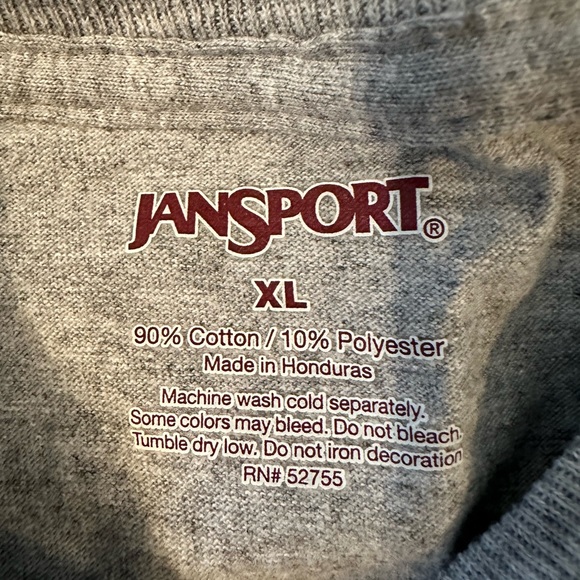 JANSPORT®
XL
90% Cotton / 10% Polyester
Made in Honduras
Machine wash cold separately.
Some colors may bleed. Do not bleach.
Tumble dry low. Do not iron decoration
RN# 52755